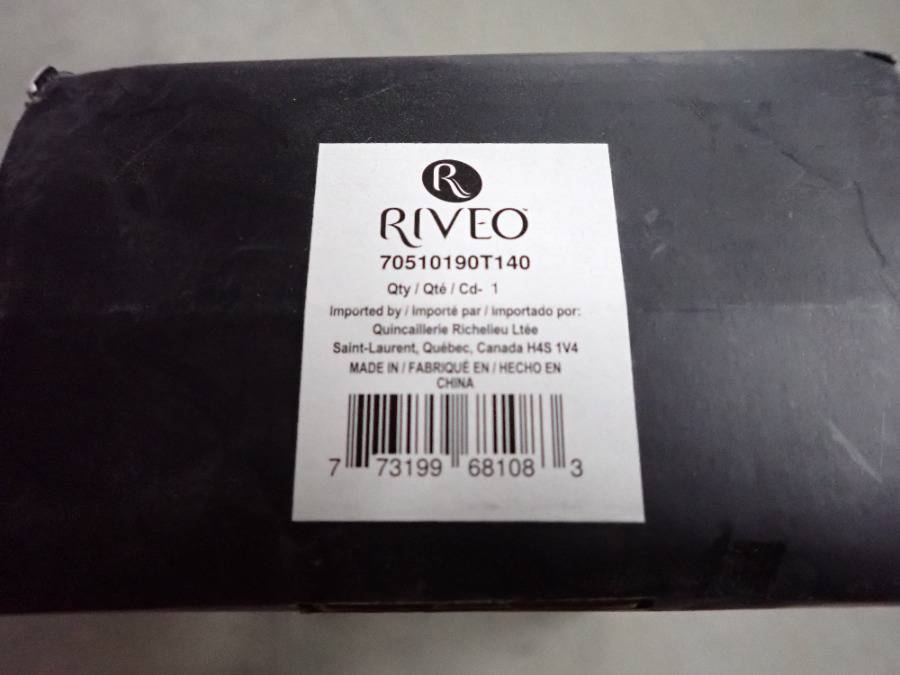 R
RIVEO™
70510190T140
Qty / Qté / Cd- 1
Imported by / Importé par / Importado por:
Quincaillerie Richelieu Ltée
Saint-Laurent, Québec, Canada H4S 1V4
MADE IN / FABRIQUÉ EN / HECHO EN
CHINA
7 73199 68108 3